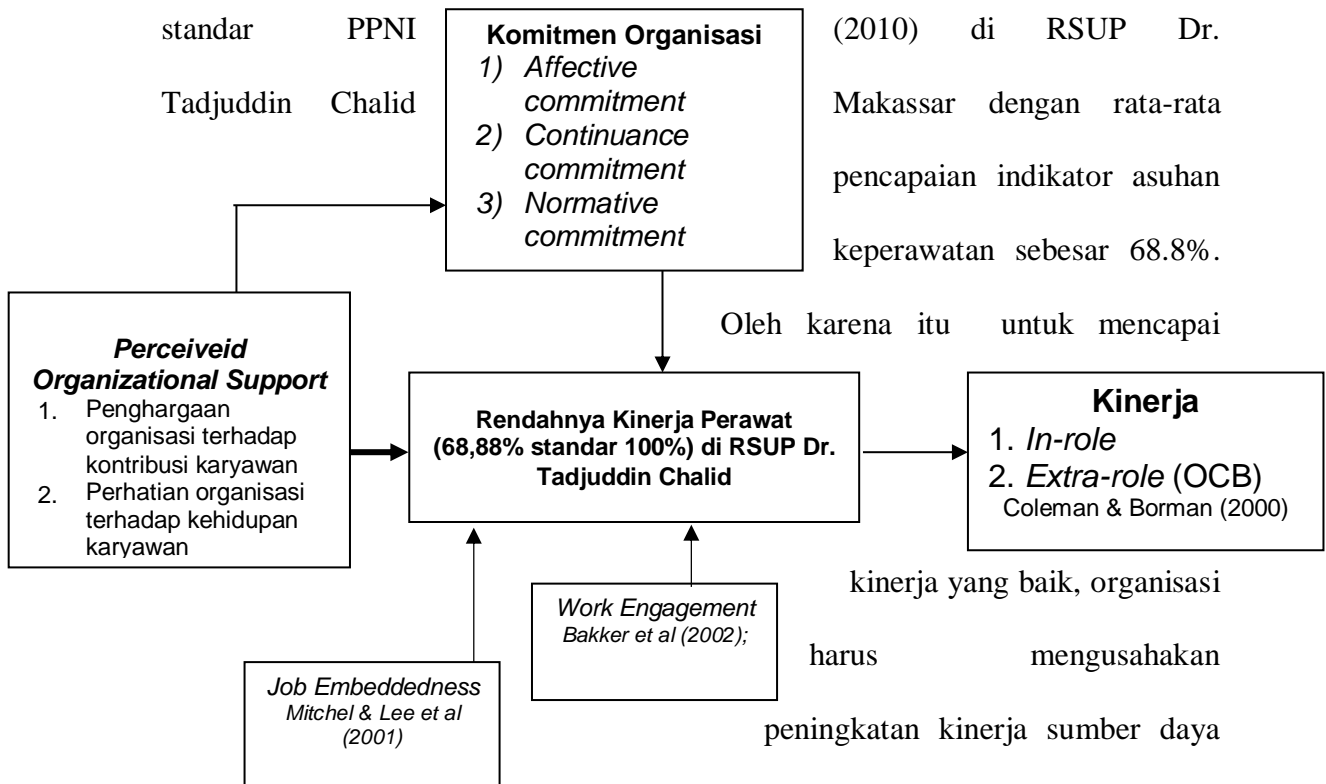 standar PPNI (2010) di RSUP Dr.
Tadjuddin Chalid Makassar dengan rata-rata
pencapaian indikator asuhan
keperawatan sebesar 68.8%.
Oleh karena itu untuk mencapai
kinerja yang baik, organisasi
harus mengusahakan
peningkatan kinerja sumber daya
Komitmen Organisasi
1) Affective
commitment
2) Continuance
commitment
3) Normative
commitment
Perceiveid
Organizational Support
1. Penghargaan
organisasi terhadap
kontribusi karyawan
2. Perhatian organisasi
terhadap kehidupan
karyawan
Rendahnya Kinerja Perawat
(68,88% standar 100%) di RSUP Dr.
Tadjuddin Chalid
Kinerja
1. In-role
2. Extra-role (OCB)
Coleman & Borman (2000)
Work Engagement
Bakker et al (2002);
Job Embeddedness
Mitchel & Lee et al
(2001)